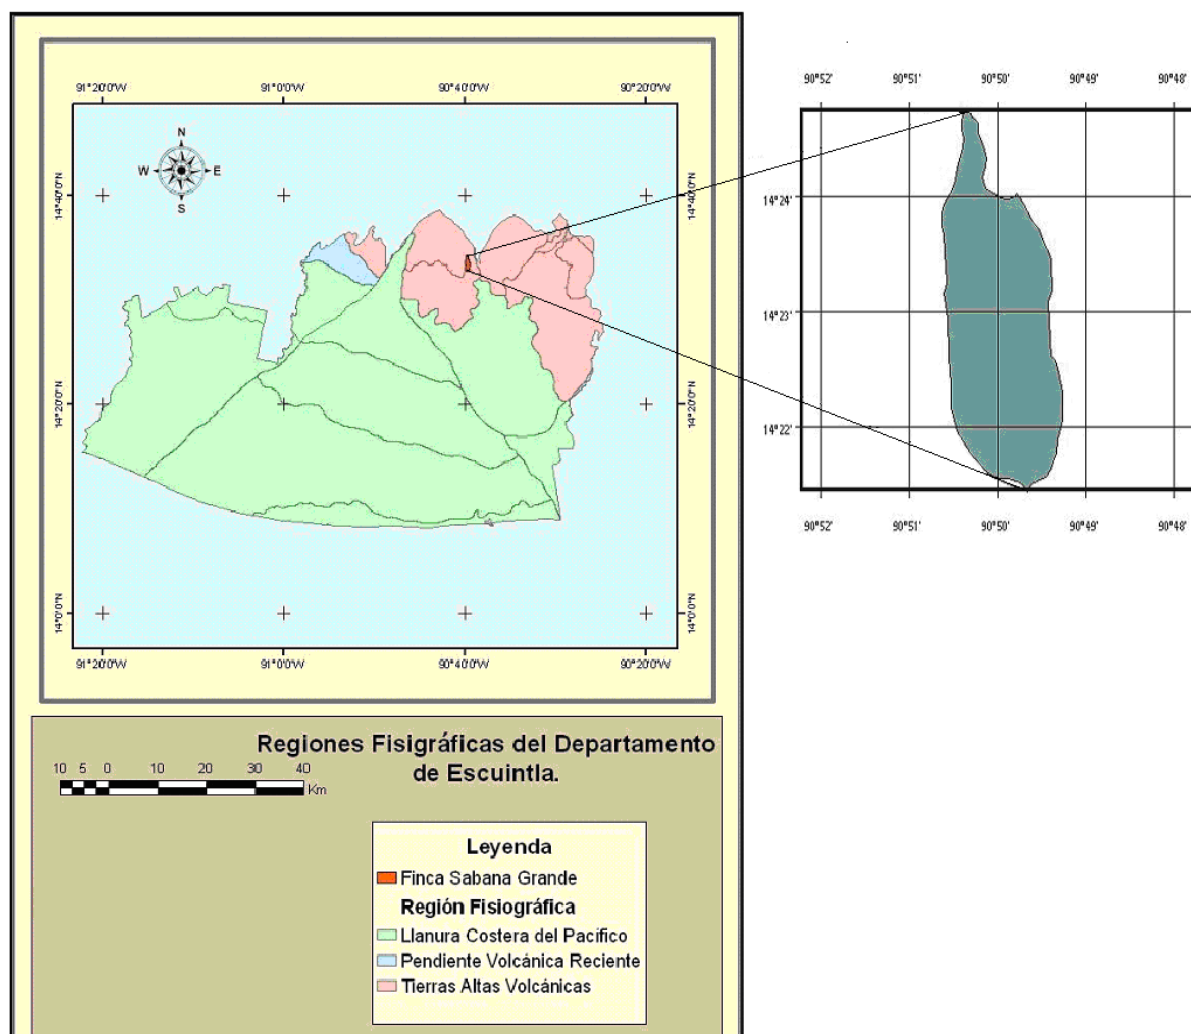 91°20'0"W 91°0'0"W 90°40'0"W 90°20'0"W
N
W E
S
14°40'0"N 14°40'0"N
14°20'0"N 14°20'0"N
14°0'0"N 14°0'0"N
91°20'0"W 91°0'0"W 90°40'0"W 90°20'0"W
90°52' 90°51' 90°50' 90°49' 90°48'
14°24'
14°23'
14°22'
90°52' 90°51' 90°50' 90°49' 90°48'
Regiones Fisigráficas del Departamento
de Escuintla.
10 5 0 10 20 30 40
Km
Leyenda
Finca Sabana Grande
Región Fisiográfica
Llanura Costera del Pacífico
Pendiente Volcánica Reciente
Tierras Altas Volcánicas